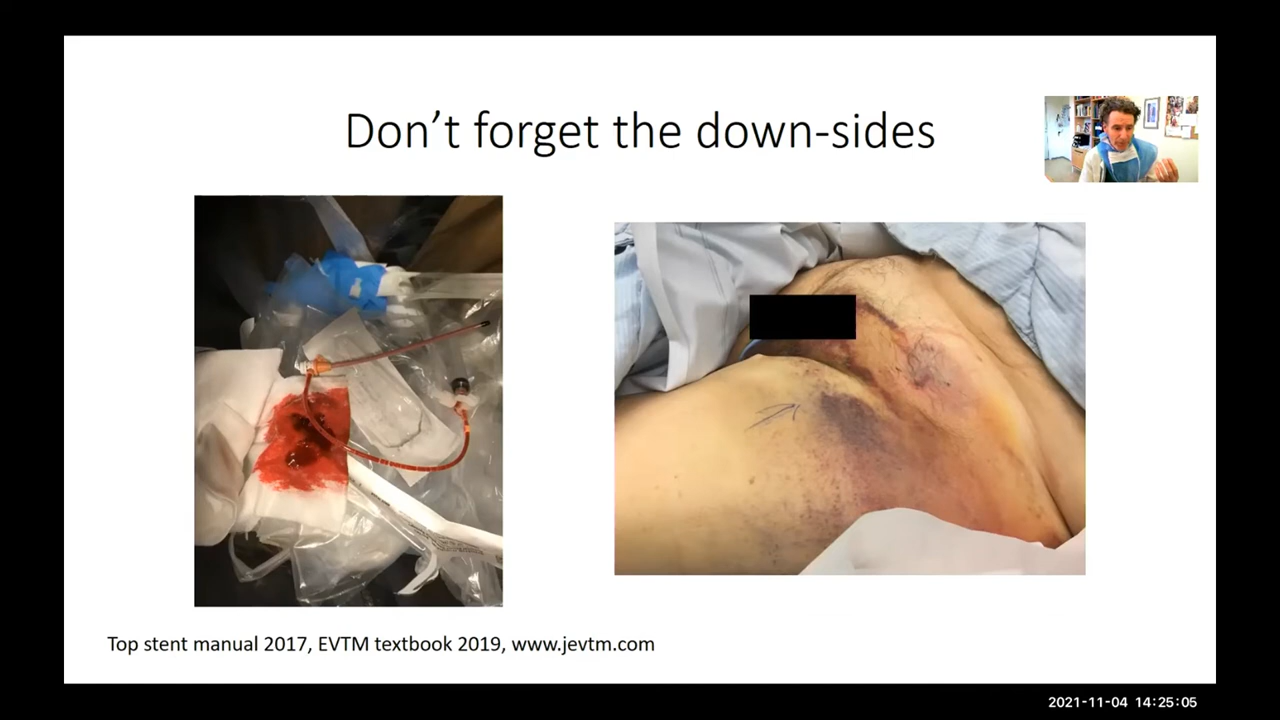 Don't forget the down-sides
Top stent manual 2017, EVTM textbook 2019, www.jevtm.com
2021-11-04 14:25:05